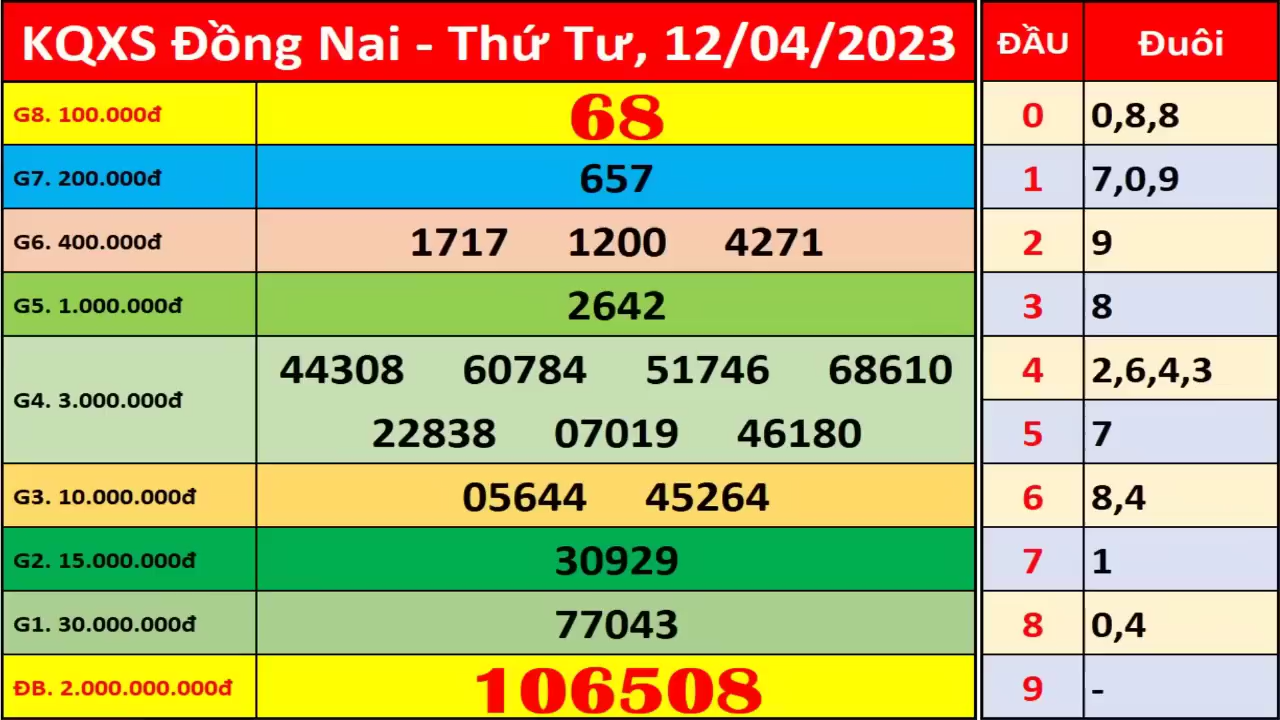 KQXS Đồng Nai - Thứ Tư, 12/04/2023 ĐẦU Đuôi
G8. 100.000đ 68 0 0,8,8
G7. 200.000đ 657 1 7,0,9
G6. 400.000đ 1717 1200 4271 2 9
G5. 1.000.000đ 2642 3 8
44308 60784 51746 68610 4 2,6,4,3
G4. 3.000.000đ
22838 07019 46180 5 7
G3. 10.000.000đ 05644 45264 6 8,4
G2. 15.000.000đ 30929 7 1
G1. 30.000.000đ 77043 8 0,4
ĐB. 2.000.000.000đ 106508 9 -